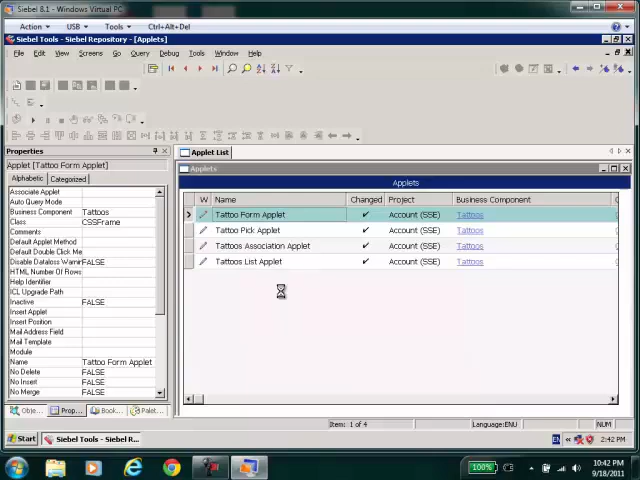 Siebel 8.1 - Windows Virtual PC
Action USB Tools Ctrl+Alt+Del
Siebel Tools - Siebel Repository - [Applets]
File Edit View Screens Go Query Debug Tools Window Help
Properties
Applet [Tattoo Form Applet]
Alphabetic Categorized
Associate Applet
Auto Query Mode
Business Component Tattoos
Class CSSFrame
Comments
Default Applet Method
Default Double Click Me
Disable Dataloss Warnin FALSE
HTML Number Of Rows
Help Identifier
ICL Upgrade Path
Inactive FALSE
Insert Applet
Insert Position
Mail Address Field
Mail Template
Module
Name Tattoo Form Applet
No Delete FALSE
No Insert FALSE
No Merge FALSE
Obje... Prop... Book... Palet...
Applet List
Applets
Applets
W Name Changed Project Business Component
Tattoo Form Applet ✔ Account (SSE) Tattoos
Tattoo Pick Applet ✔ Account (SSE) Tattoos
Tattoos Association Applet ✔ Account (SSE) Tattoos
Tattoos List Applet ✔ Account (SSE) Tattoos
Item: 1 of 4 Language:ENU NUM
Start Siebel Tools - Siebel R... EN 2:42 PM
100% 10:42 PM
9/18/2011